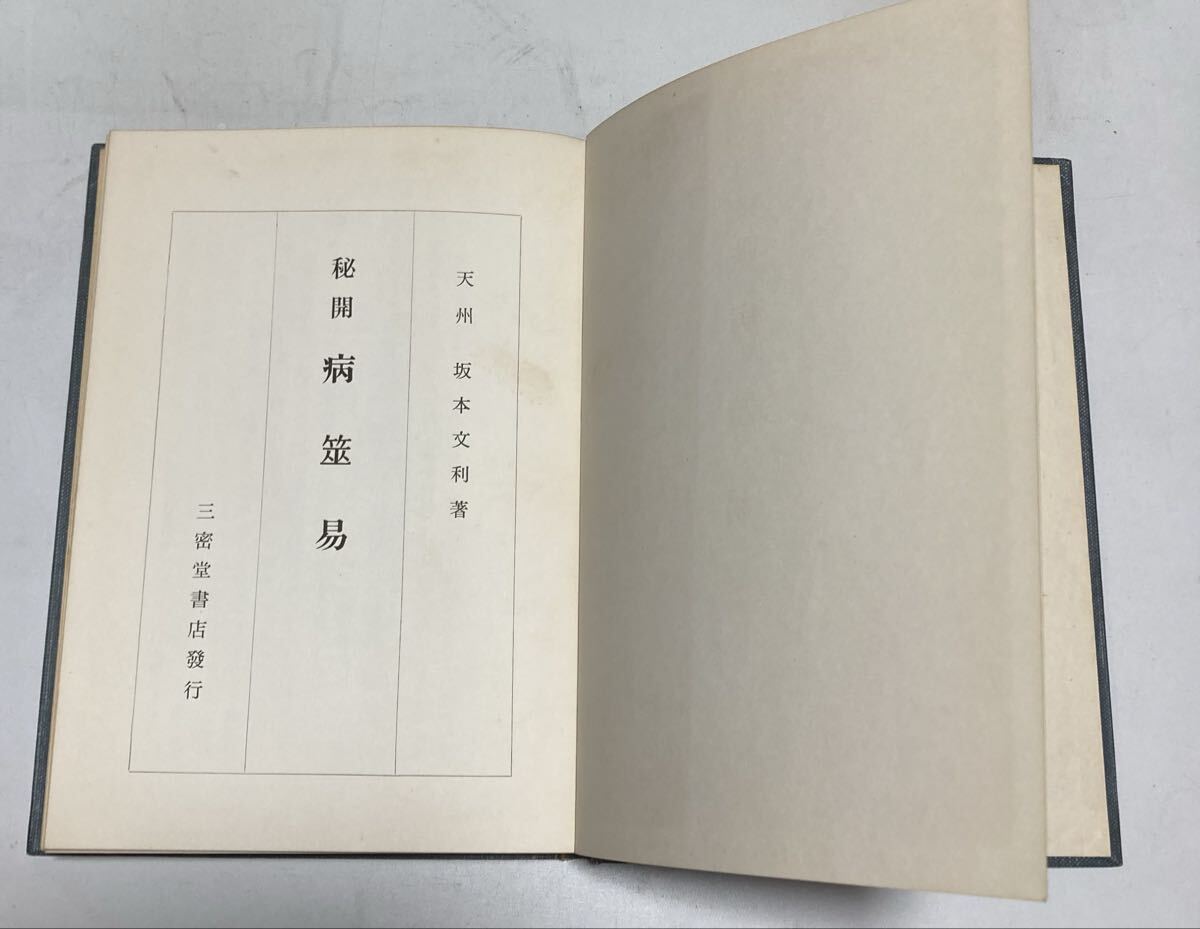 天州　坂本文利著
秘開　病筮易
三密堂書店發行